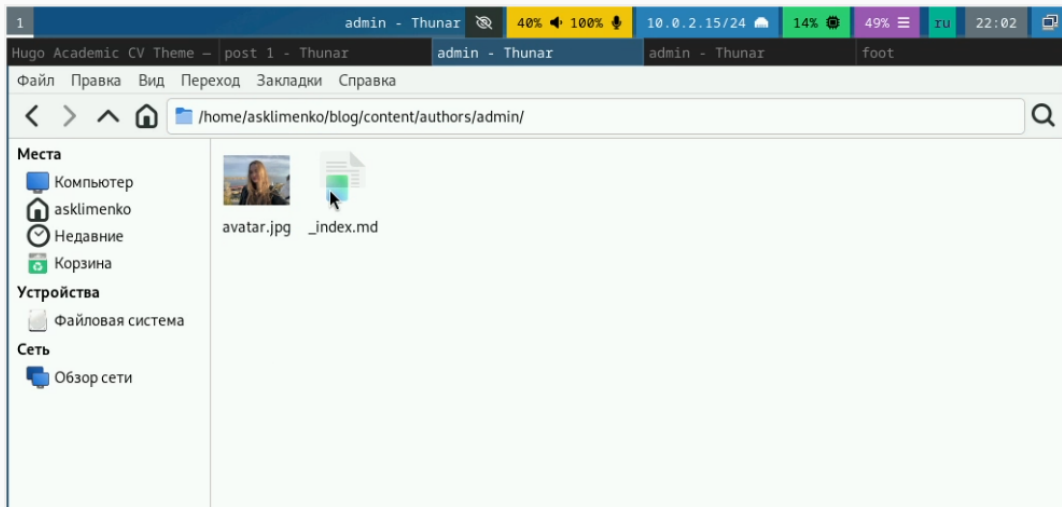 1 admin - Thunar 40% 100% 10.0.2.15/24 14% 49% ru 22:02
Hugo Academic CV Theme — post 1 - Thunar admin - Thunar admin - Thunar foot
Файл Правка Вид Переход Закладки Справка
/home/asklimenko/blog/content/authors/admin/
Места
Компьютер
asklimenko
Недавние
Корзина
Устройства
Файловая система
Сеть
Обзор сети
avatar.jpg _index.md